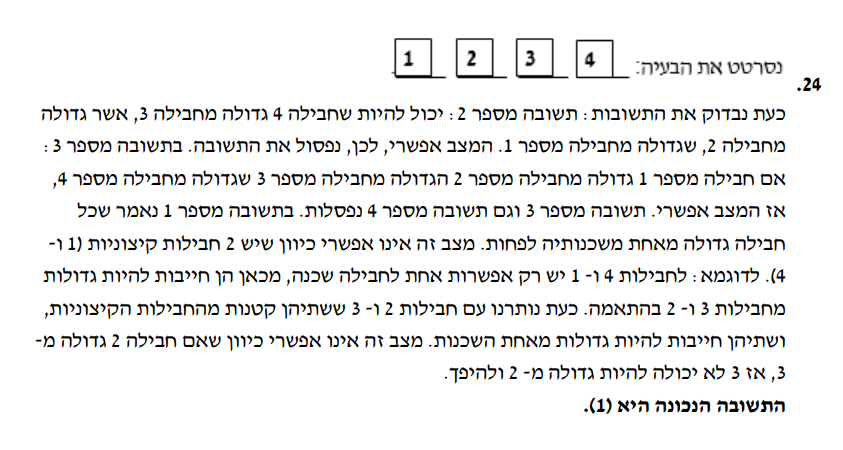 24. נסרטט את הבעיה: 1 2 3 4
כעת נבדוק את התשובות: תשובה מספר 2: יכול להיות שחבילה 4 גדולה מחבילה 3, אשר גדולה
מחבילה 2, שגדולה מחבילה מספר 1. המצב אפשרי, לכן, נפסול את התשובה. בתשובה מספר 3:
אם חבילה מספר 1 גדולה מחבילה מספר 2 הגדולה מחבילה מספר 3 שגדולה מחבילה מספר 4,
אז המצב אפשרי. תשובה מספר 3 וגם תשובה מספר 4 נפסלות. בתשובה מספר 1 נאמר שכל
חבילה גדולה מאחת משכנותיה לפחות. מצב זה אינו אפשרי כיוון שיש 2 חבילות קיצוניות (1 ו-
4). לדוגמא: לחבילות 4 ו- 1 יש רק אפשרות אחת לחבילה שכנה, מכאן הן חייבות להיות גדולות
מחבילות 3 ו- 2 בהתאמה. כעת נותרנו עם חבילות 2 ו- 3 ששתיהן קטנות מהחבילות הקיצוניות,
ושתיהן חייבות להיות גדולות מאחת השכנות. מצב זה אינו אפשרי כיוון שאם חבילה 2 גדולה מ-
3, אז 3 לא יכולה להיות גדולה מ- 2 ולהיפך.
התשובה הנכונה היא (1).